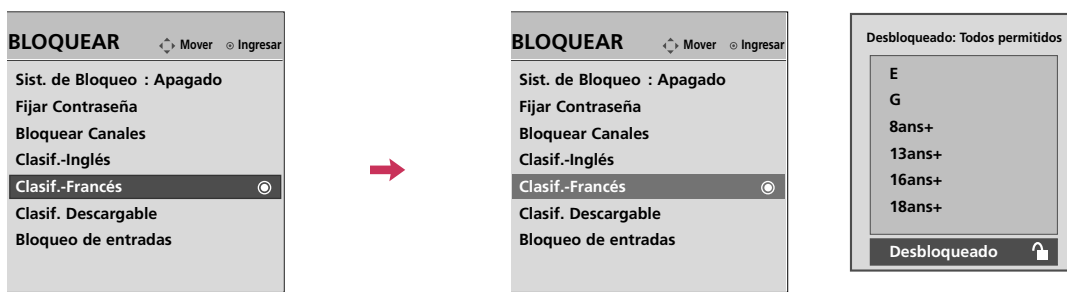 BLOQUEAR Mover Ingresar
Sist. de Bloqueo : Apagado
Fijar Contraseña
Bloquear Canales
Clasif.-Inglés
Clasif.-Francés
Clasif. Descargable
Bloqueo de entradas
BLOQUEAR Mover Ingresar
Sist. de Bloqueo : Apagado
Fijar Contraseña
Bloquear Canales
Clasif.-Inglés
Clasif.-Francés
Clasif. Descargable
Bloqueo de entradas
Desbloqueado: Todos permitidos
E
G
8ans+
13ans+
16ans+
18ans+
Desbloqueado